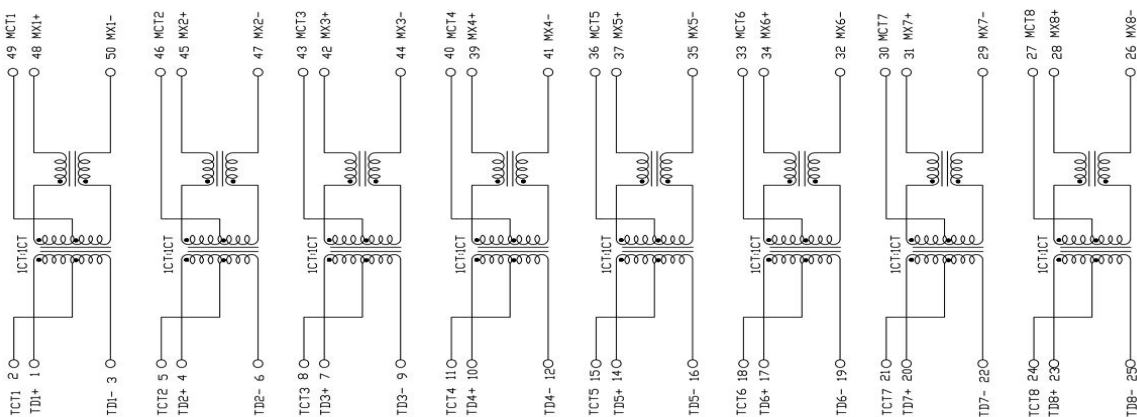 49 MCT1
48 MX1+
50 MX1-
46 MCT2
45 MX2+
47 MX2-
43 MCT3
42 MX3+
44 MX3-
40 MCT4
39 MX4+
41 MX4-
36 MCT5
37 MX5+
35 MX5-
33 MCT6
34 MX6+
32 MX6-
30 MCT7
31 MX7+
29 MX7-
27 MCT8
28 MX8+
26 MX8-
1CT:1CT
1CT:1CT
1CT:1CT
1CT:1CT
1CT:1CT
1CT:1CT
1CT:1CT
1CT:1CT
TCT1 2
TD1+ 1
TD1- 3
TCT2 5
TD2+ 4
TD2- 6
TCT3 8
TD3+ 7
TD3- 9
TCT4 11
TD4+ 10
TD4- 12
TCT5 15
TD5+ 14
TD5- 16
TCT6 18
TD6+ 17
TD6- 19
TCT7 21
TD7+ 20
TD7- 22
TCT8 24
TD8+ 23
TD8- 25